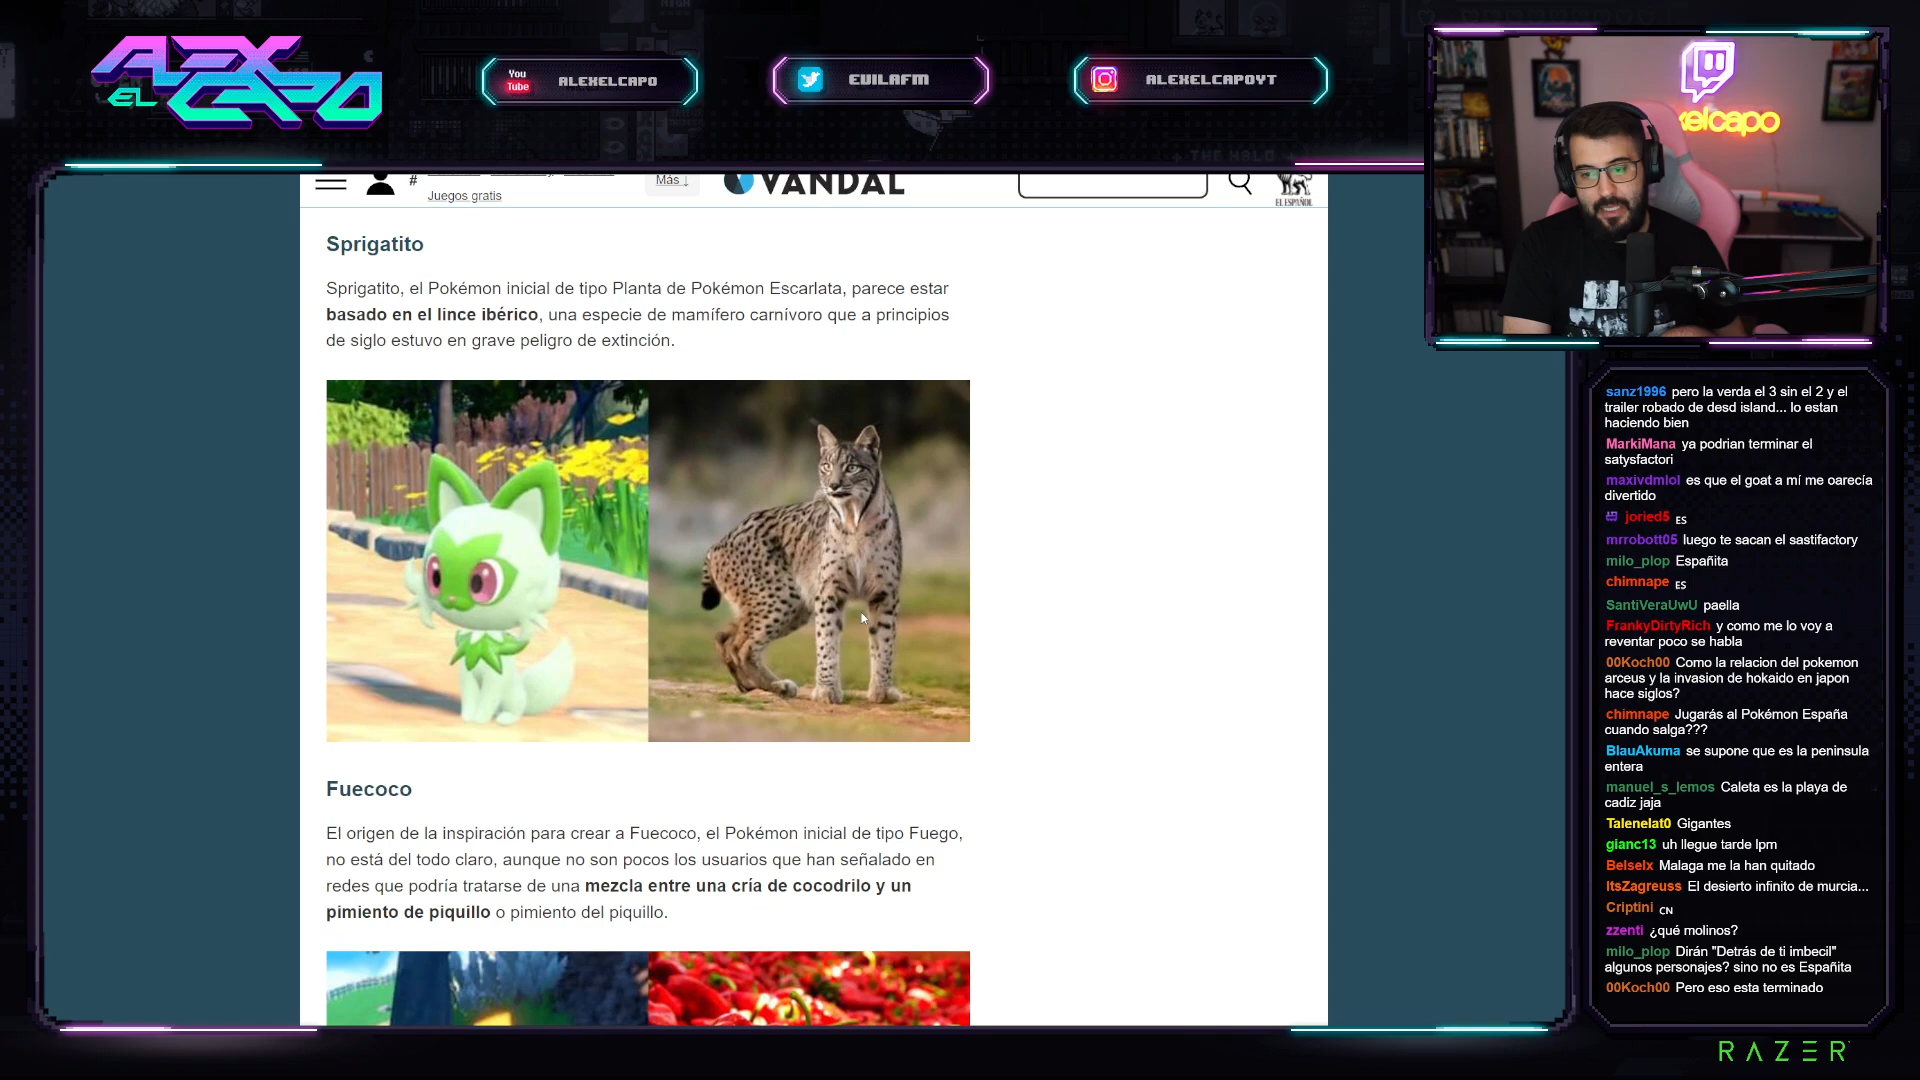 ALEX
EL CAPO
You
Tube
ALEXELCAPO
EVILAFM
ALEXELCAPOYT
elcapo
#
Juegos gratis
Más ↓
VANDAL
EL ESPAÑOL
Sprigatito
Sprigatito, el Pokémon inicial de tipo Planta de Pokémon Escarlata, parece estar
basado en el lince ibérico, una especie de mamífero carnívoro que a principios
de siglo estuvo en grave peligro de extinción.
Fuecoco
El origen de la inspiración para crear a Fuecoco, el Pokémon inicial de tipo Fuego,
no está del todo claro, aunque no son pocos los usuarios que han señalado en
redes que podría tratarse de una mezcla entre una cría de cocodrilo y un
pimiento de piquillo o pimiento del piquillo.
sanz1996 pero la verda el 3 sin el 2 y el
trailer robado de desd island... lo estan
haciendo bien
MarkiMana ya podrian terminar el
satysfactori
maxivdmlol es que el goat a mí me oarecía
divertido
joried5 ES
mrrobott05 luego te sacan el sastifactory
milo_plop Españita
chimnape ES
SantiVeraUwU paella
FrankyDirtyRich y como me lo voy a
reventar poco se habla
00Koch00 Como la relacion del pokemon
arceus y la invasion de hokaido en japon
hace siglos?
chimnape Jugarás al Pokémon España
cuando salga???
BlauAkuma se supone que es la peninsula
entera
manuel_s_lemos Caleta es la playa de
cadiz jaja
Talenelat0 Gigantes
gianc13 uh llegue tarde lprn
Belselx Malaga me la han quitado
ItsZagreuss El desierto infinito de murcia...
Criptini CN
zzenti ¿qué molinos?
milo_plop Dirán "Detrás de ti imbecil"
algunos personajes? sino no es Españita
00Koch00 Pero eso esta terminado
RAZER